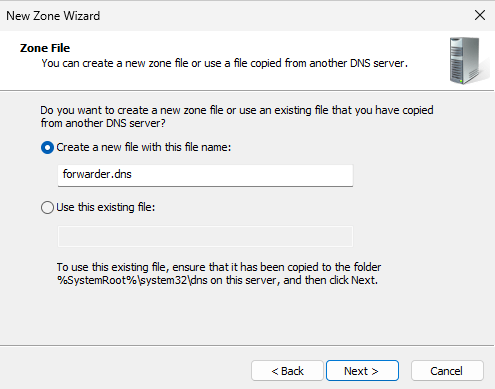 New Zone Wizard
Zone File
You can create a new zone file or use a file copied from another DNS server.
Do you want to create a new zone file or use an existing file that you have copied
from another DNS server?
Create a new file with this file name:
forwarder.dns
Use this existing file:
To use this existing file, ensure that it has been copied to the folder
%SystemRoot%\system32\dns on this server, and then click Next.
< Back
Next >
Cancel